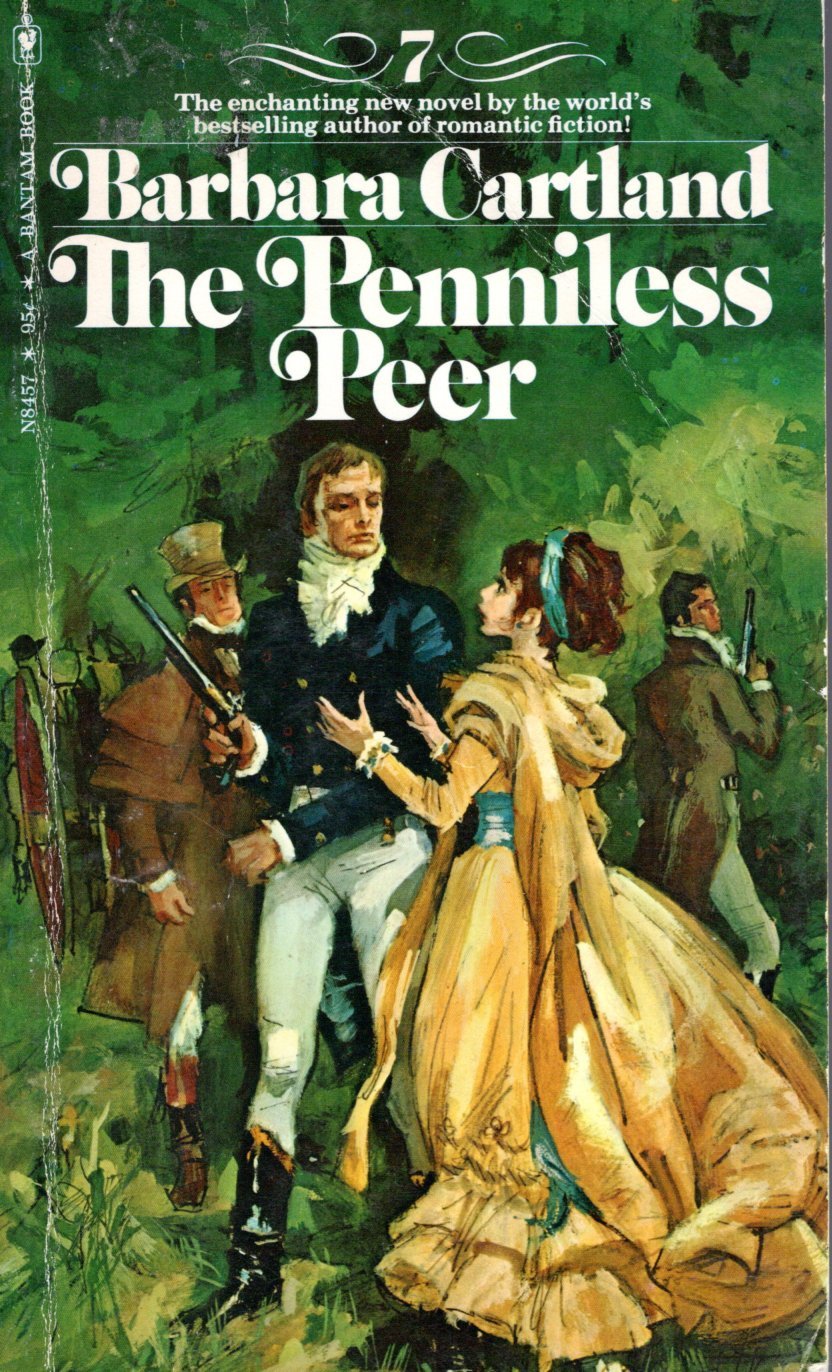 7
The enchanting new novel by the world's
bestselling author of romantic fiction!
Barbara Cartland
The Penniless
Peer
N8457 * 95¢ * A BANTAM BOOK